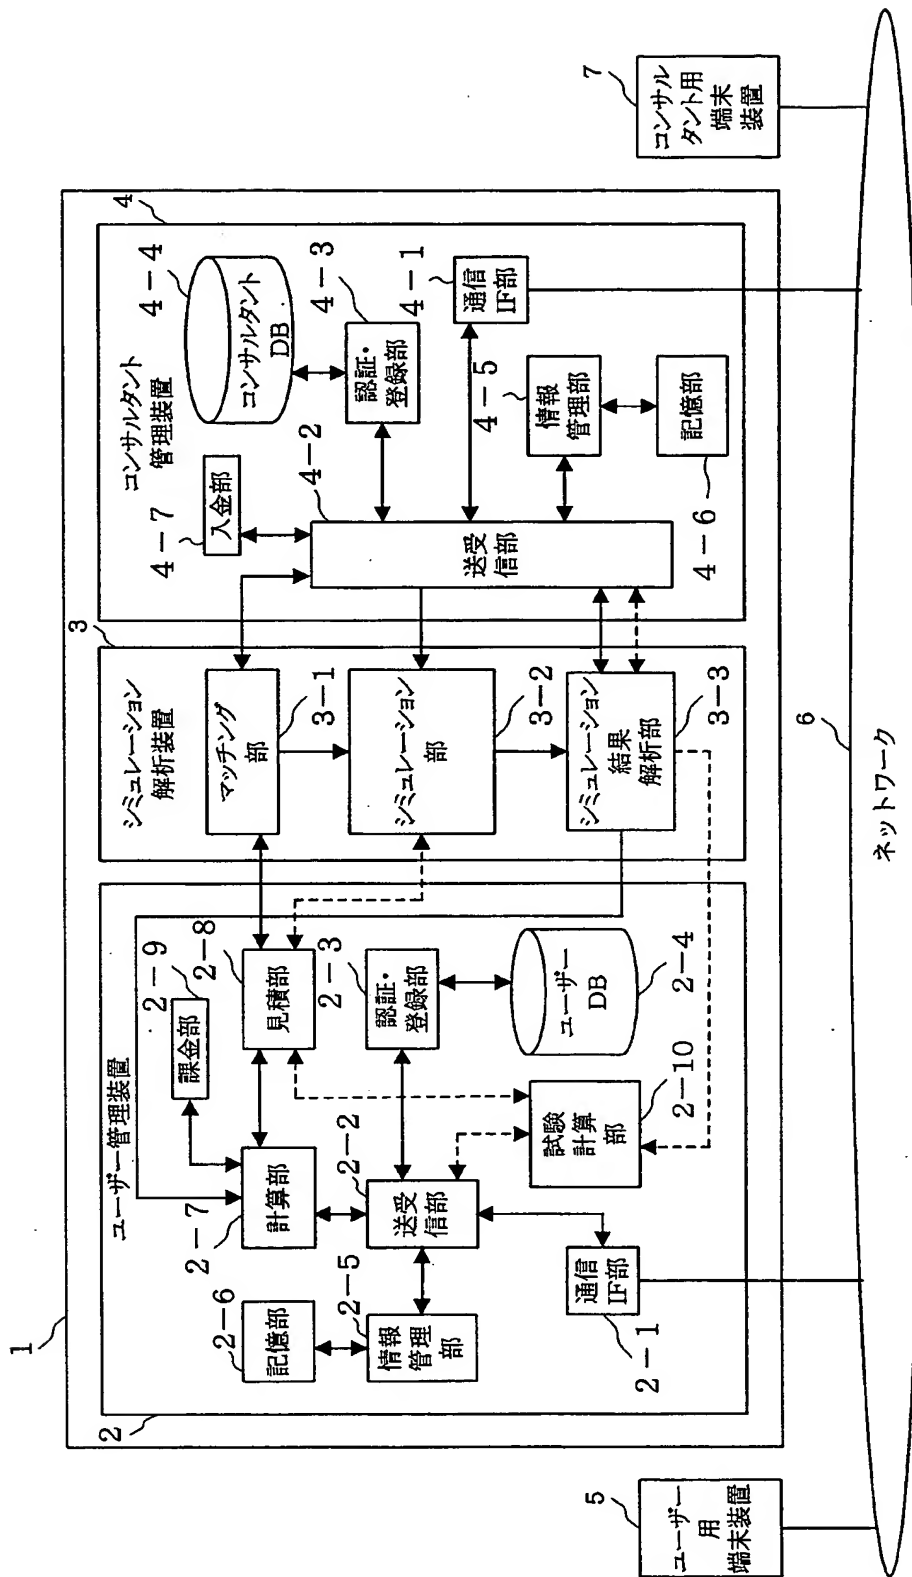 1
2
ユーザー管理装置
2-6
記憶部
2-5
情報
管理部
2-7
計算部
2-9
課金部
2-8
見積部
2-2
送受
信部
2-3
認証・
登録部
ユーザー
DB
2-4
試験
計算
部
2-10
通信
IF部
2-1
3
シミュレーション
解析装置
マッチング
部
3-1
シミュレーション
部
3-2
シミュレーション
結果
解析部
3-3
4
コンサルタント
管理装置
4-7
入金部
4-2
送受
信部
コンサルタント
DB
4-4
認証・
登録部
4-3
通信
IF部
4-1
情報
管理部
4-5
記憶部
4-6
5
ユーザー
用
端末装置
6
ネットワーク
7
コンサル
タント用
端末
装置